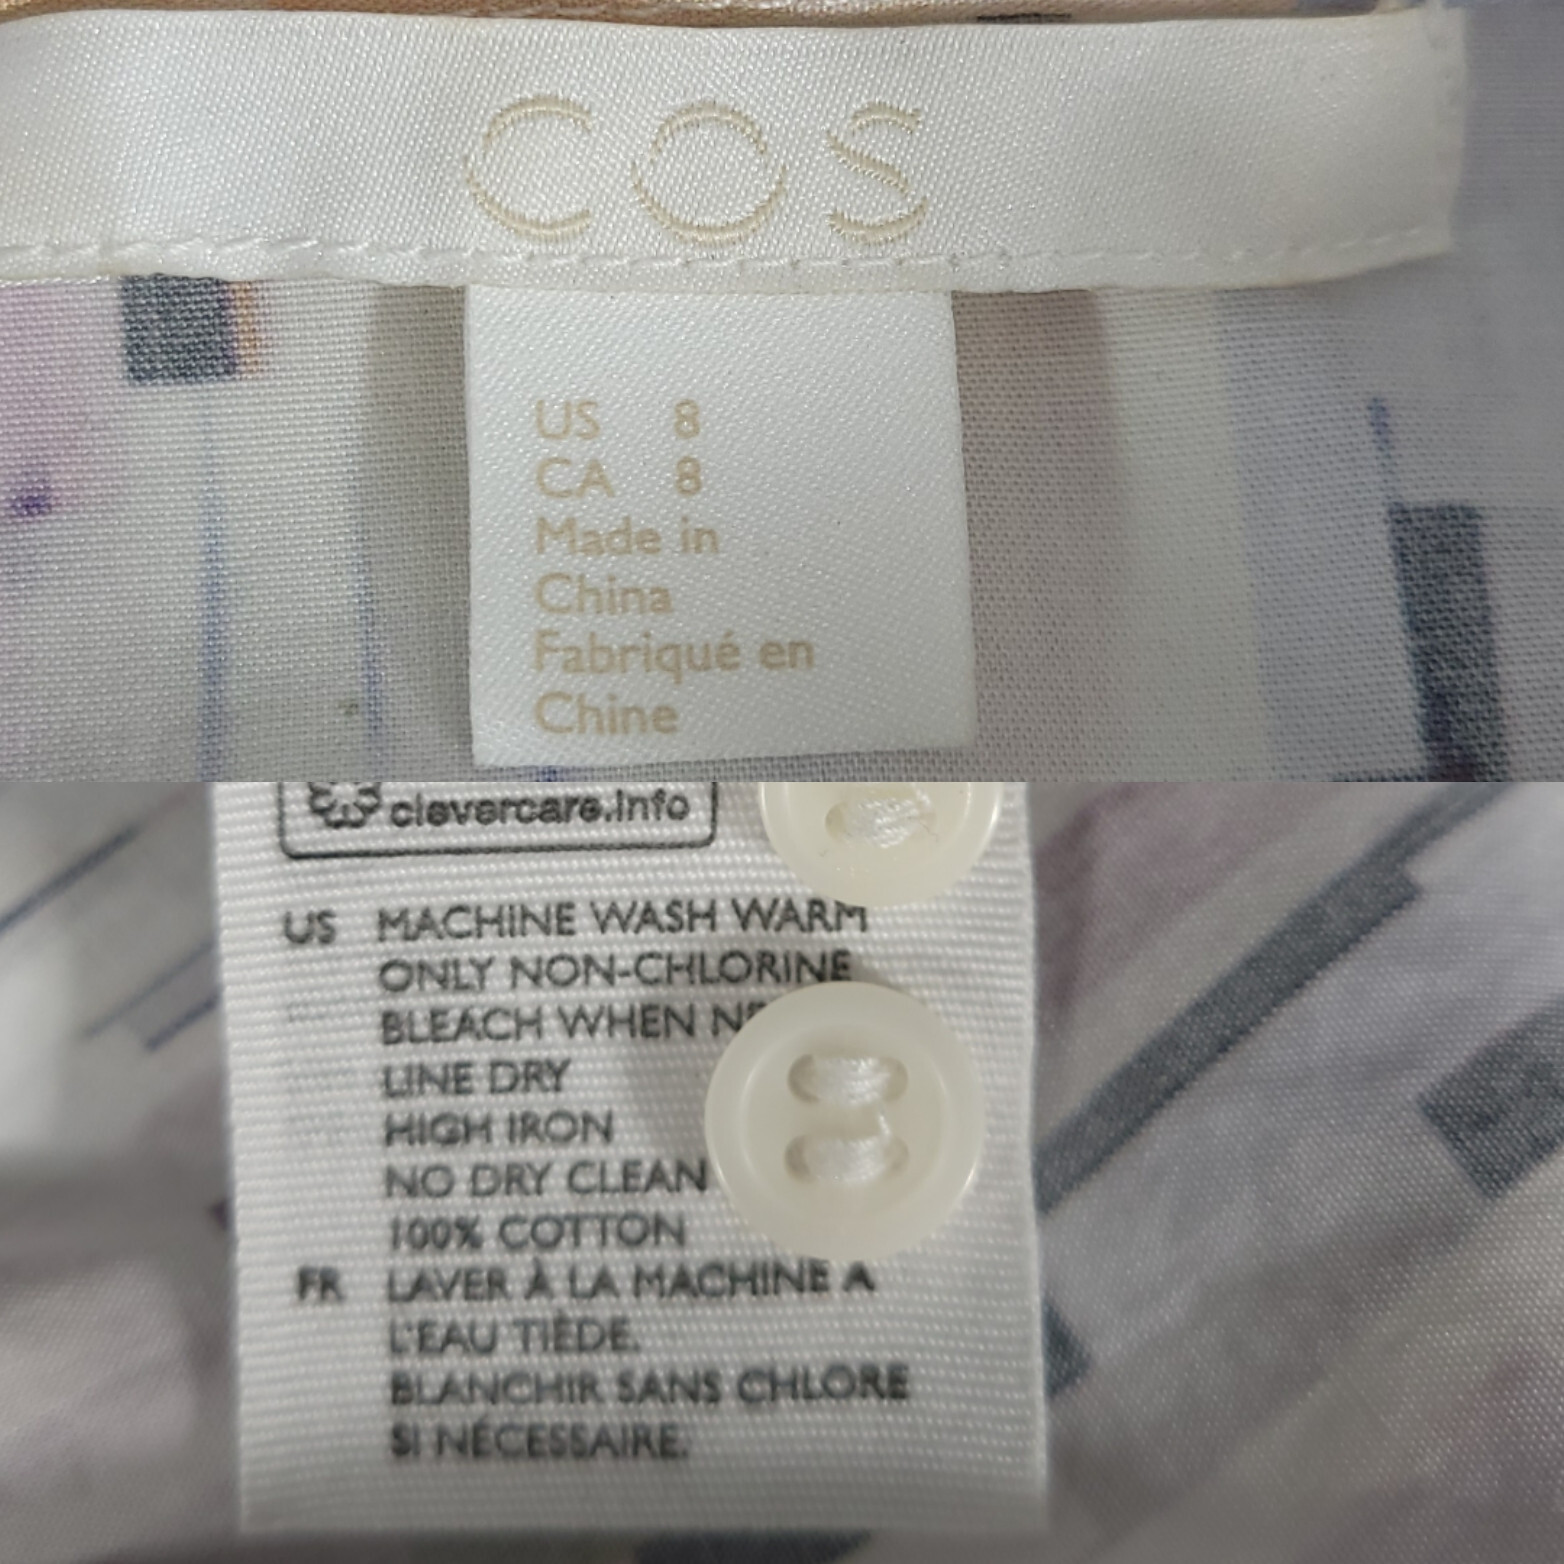 COS
US 8
CA 8
Made in
China
Fabriqué en
Chine
clevercare.info
US MACHINE WASH WARM
ONLY NON-CHLORINE
BLEACH WHEN
LINE DRY
HIGH IRON
NO DRY CLEAN
100% COTTON
FR LAVER À LA MACHINE A
L'EAU TIÈDE.
BLANCHIR SANS CHLORE
SI NÉCESSAIRE.